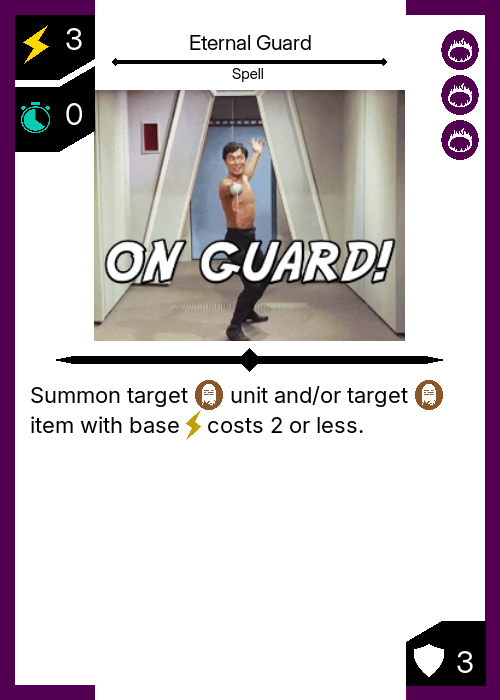 3
Eternal Guard
Spell
0
ON GUARD!
Summon target unit and/or target
item with base costs 2 or less.
3